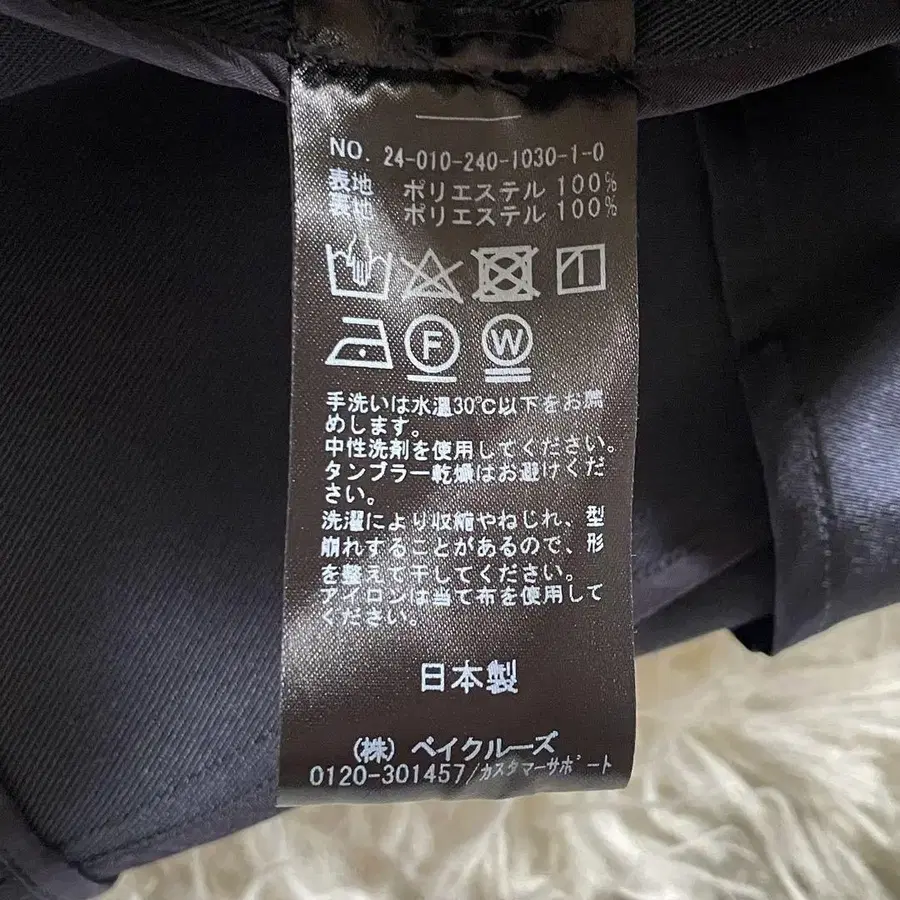 NO. 24-010-240-1030-1-0
表地 ポリエステル 100%
表地 ポリエステル 100%
F W
手洗いは水温30℃以下をお薦
めします。
中性洗剤を使用してください。
タンブラー乾燥はお避けくだ
さい。
洗濯により収縮やねじれ、型
崩れすることがあるので、形
を整えて干してください。
アイロンは当て布を使用して
ください。
日本製
(株) ベイクルーズ
0120-301457/カスタマーサポート